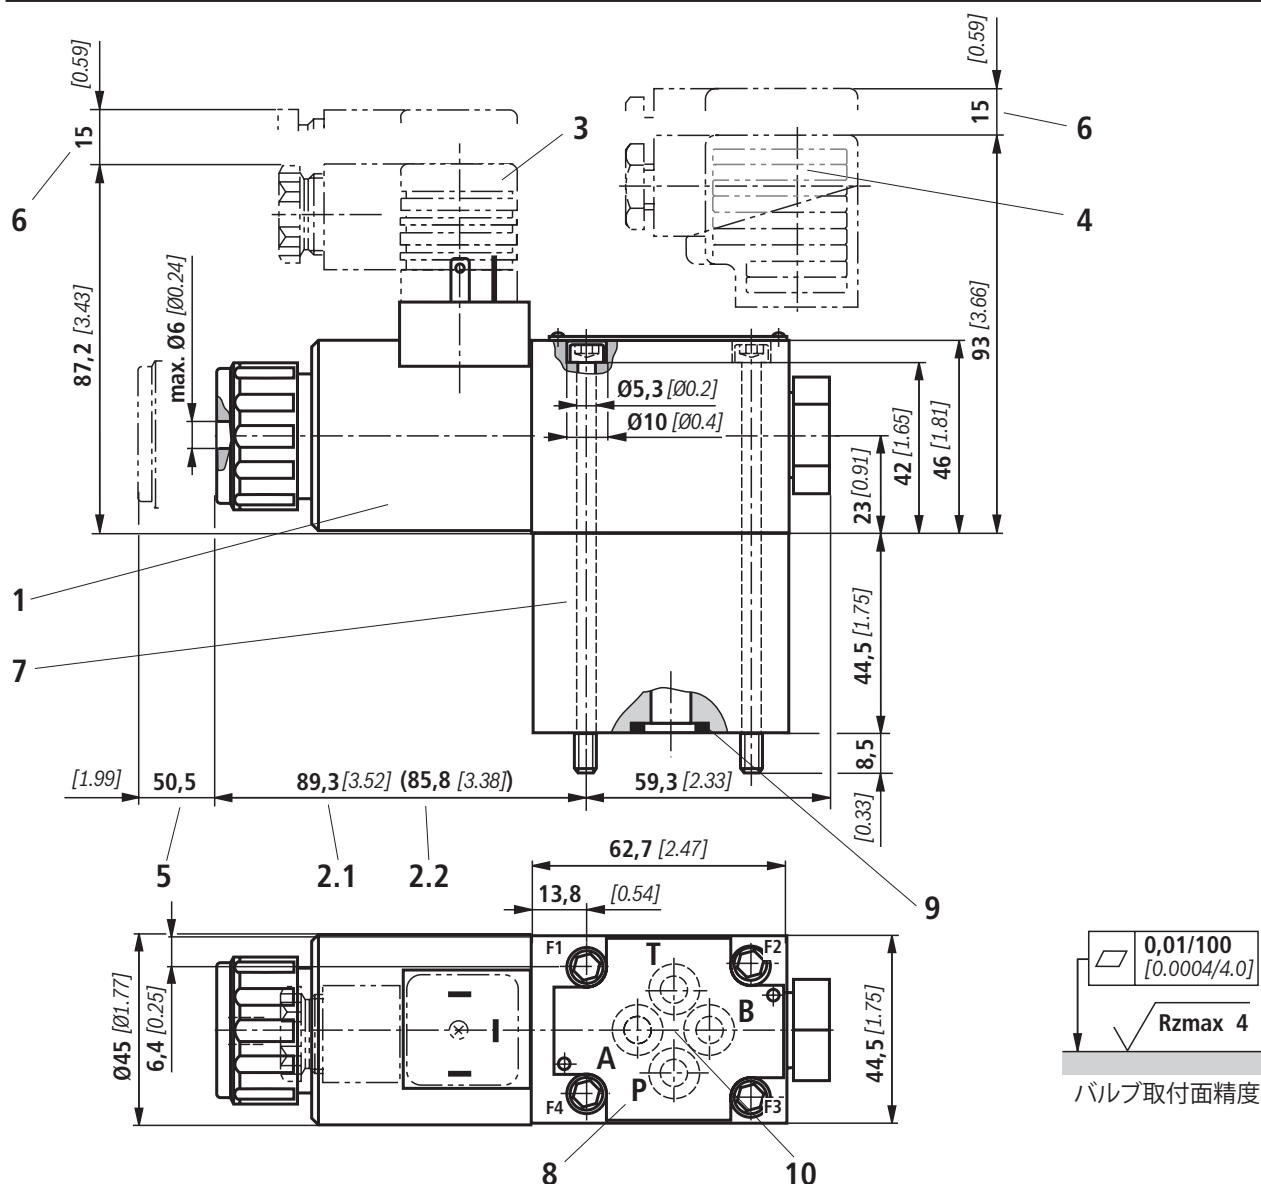 [0.59]
15
6
87,2 [3.43]
max. Ø6 [Ø0.24]
3
[0.59]
15
6
4
93 [3.66]
Ø5,3 [Ø0.2]
Ø10 [Ø0.4]
23 [0.91]
42 [1.65]
46 [1.81]
1
7
44,5 [1.75]
8,5
[0.33]
[1.99] 50,5
89,3 [3.52] (85,8 [3.38])
59,3 [2.33]
5
2.1
2.2
9
62,7 [2.47]
13,8 [0.54]
Ø45 [Ø1.77]
6,4 [0.25]
F1
T
F2
B
A
P
F4
F3
44,5 [1.75]
8
10
0,01/100
[0.0004/4.0]
Rzmax 4
バルブ取付面精度